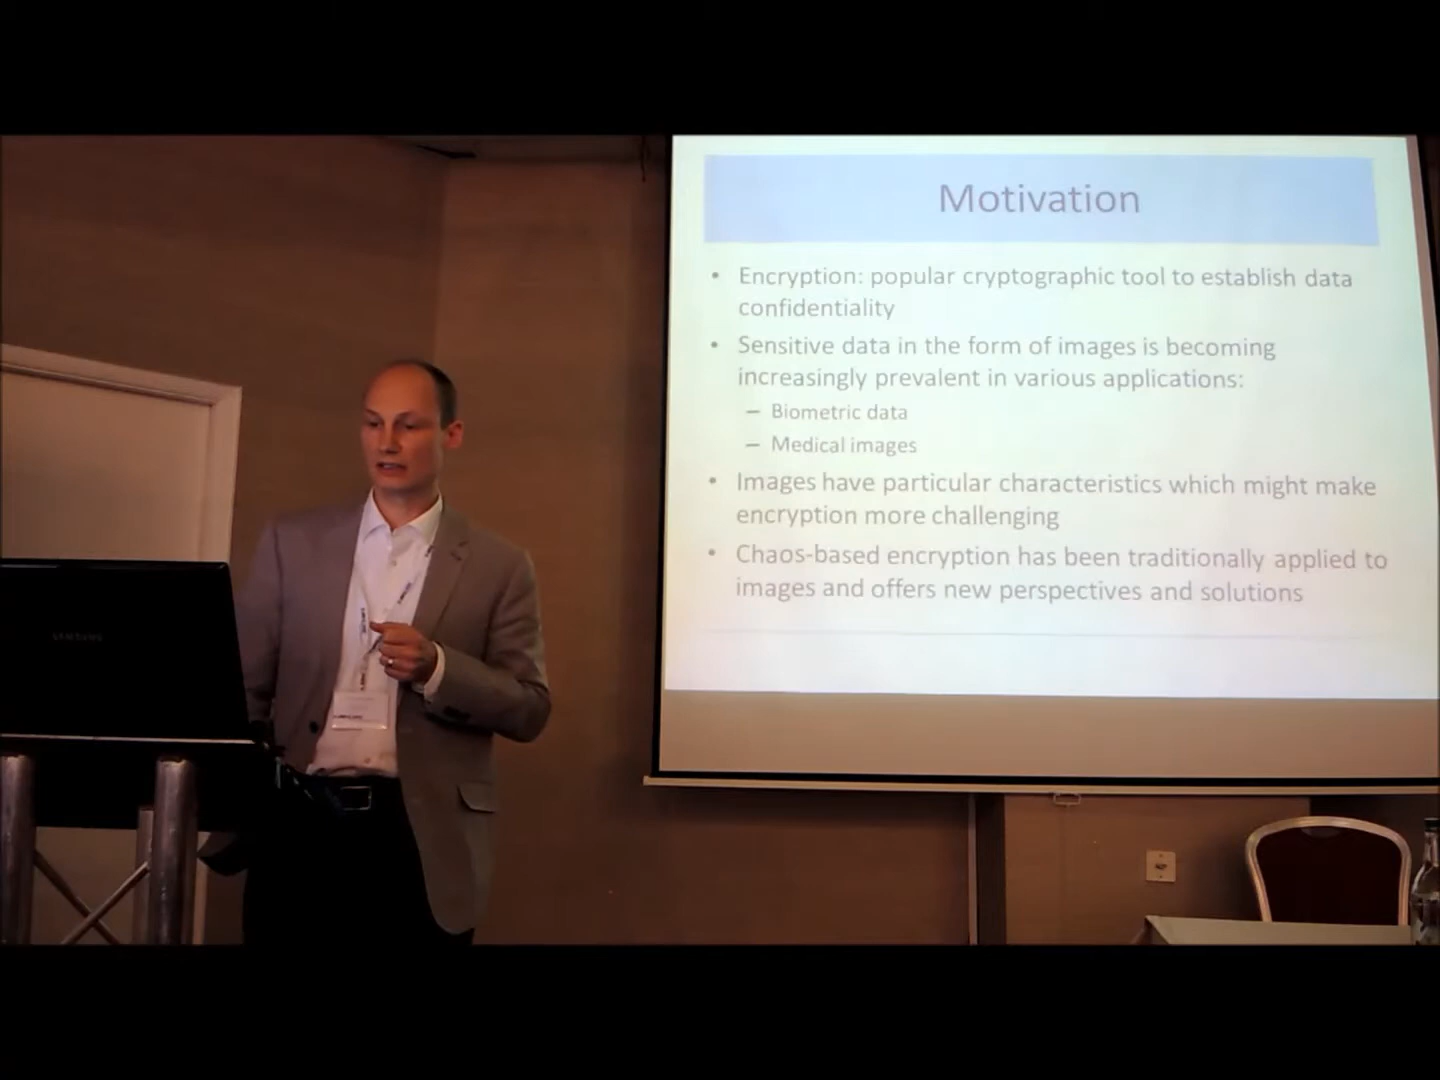 Motivation
• Encryption: popular cryptographic tool to establish data
confidentiality
• Sensitive data in the form of images is becoming
increasingly prevalent in various applications:
– Biometric data
– Medical images
• Images have particular characteristics which might make
encryption more challenging
• Chaos-based encryption has been traditionally applied to
images and offers new perspectives and solutions
SAMSUNG